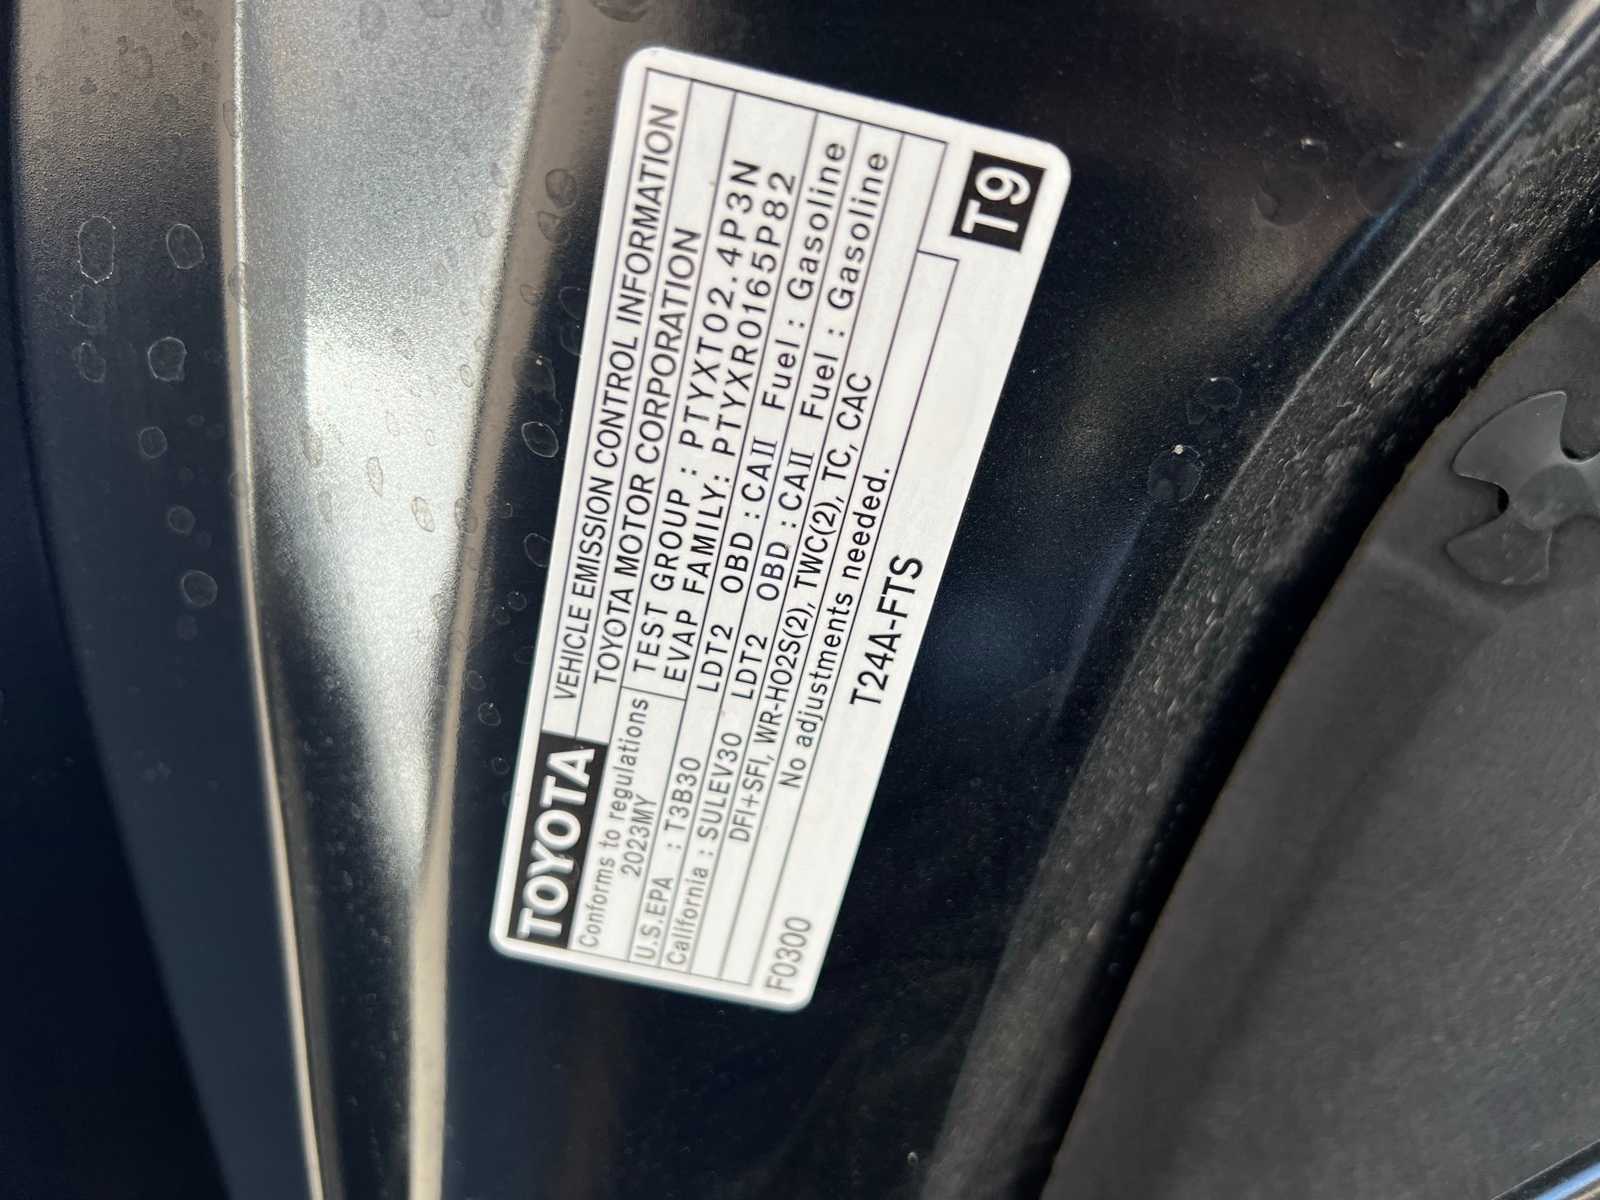 TOYOTA VEHICLE EMISSION CONTROL INFORMATION
TOYOTA MOTOR CORPORATION
Conforms to regulations
2023MY
TEST GROUP : PTYXT02.4P3N
EVAP FAMILY: PTYXR0165P82
U.S.EPA : T3B30 LDT2 OBD : CAII Fuel : Gasoline
California : SULEV30 LDT2 OBD : CAII Fuel : Gasoline
DFI+SFI, WR-HO2S(2), TWC(2), TC, CAC
No adjustments needed.
F0300
T24A-FTS
T9